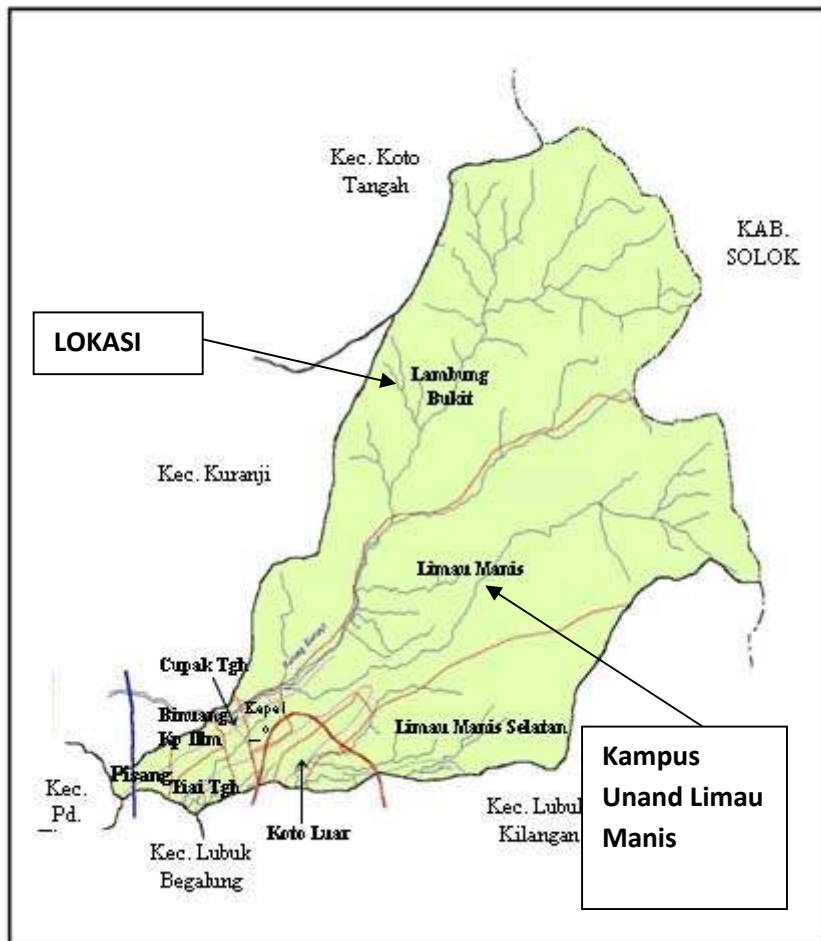 Kec. Koto
Tangah
KAB.
SOLOK
LOKASI
Lambung
Bukit
Kec. Kuranji
Limau Manis
Batang Kuranji
Cupak Tgh
Binuang
Kp Dlm
Kapal
o
Limau Manis Selatan
Pisang
Piai Tgh
Kec.
Pd.
Koto Luar
Kec. Lubuk
Begalung
Kec. Lubuk
Kilangan
Kampus
Unand Limau
Manis